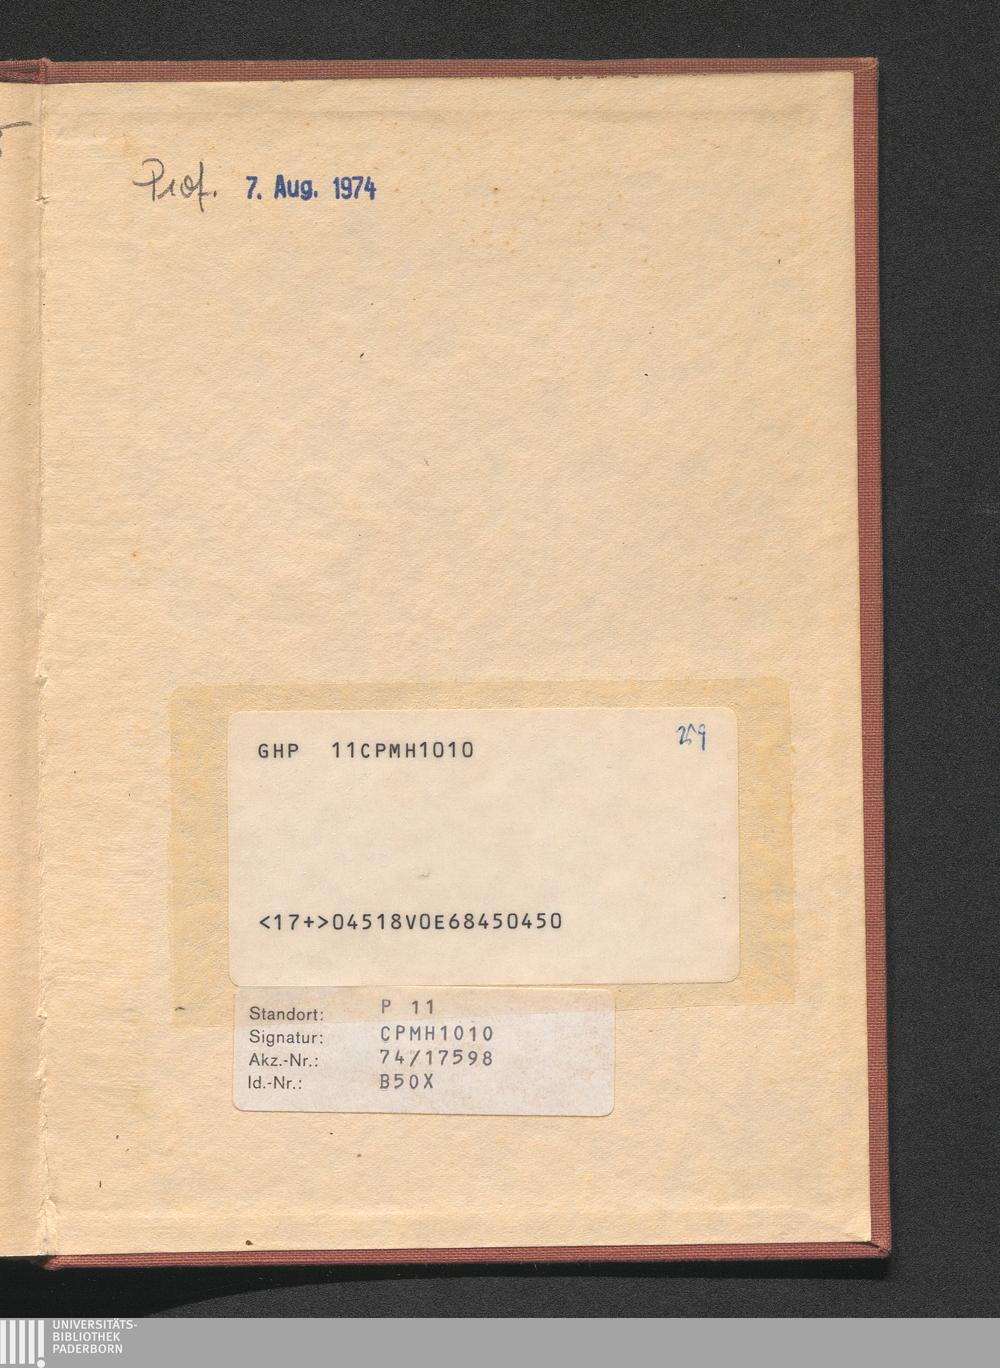 Prof. 7. Aug. 1974
GHP 11CPMH1010
259
<17+>04518V0E68450450
Standort: P 11
Signatur: CPMH1010
Akz.-Nr.: 74/17598
Id.-Nr.: B50X
UNIVERSITÄTS-
BIBLIOTHEK
PADERBORN